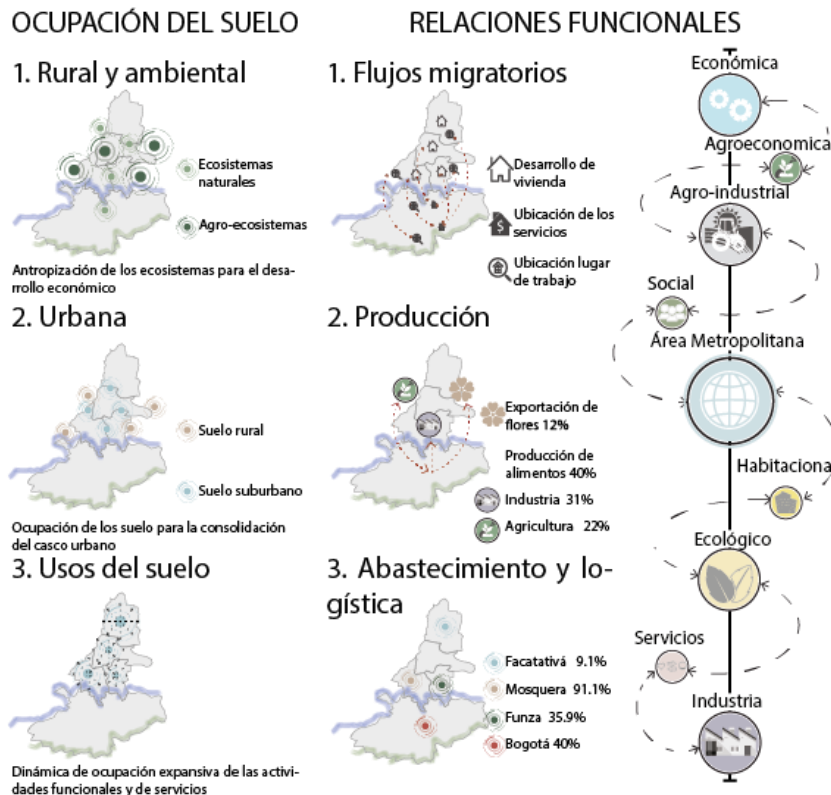 OCUPACIÓN DEL SUELO
1. Rural y ambiental
Ecosistemas
naturales
Agro-ecosistemas
Antropización de los ecosistemas para el desa-
rrollo económico
2. Urbana
Suelo rural
Suelo suburbano
Ocupación de los suelo para la consolidación
del casco urbano
3. Usos del suelo
Dinámica de ocupación expansiva de las activi-
dades funcionales y de servicios
RELACIONES FUNCIONALES
1. Flujos migratorios
Desarrollo de
vivienda
Ubicación de los
servicios
Ubicación lugar
de trabajo
2. Producción
Exportación de
flores 12%
Producción de
alimentos 40%
Industria 31%
Agricultura 22%
3. Abastecimiento y lo-
gística
Facatativá 9.1%
Mosquera 91.1%
Funza 35.9%
Bogotá 40%
Económica
Agroeconomica
Agro-industrial
Social
Área Metropolitana
Habitaciona
Ecológico
Servicios
Industria